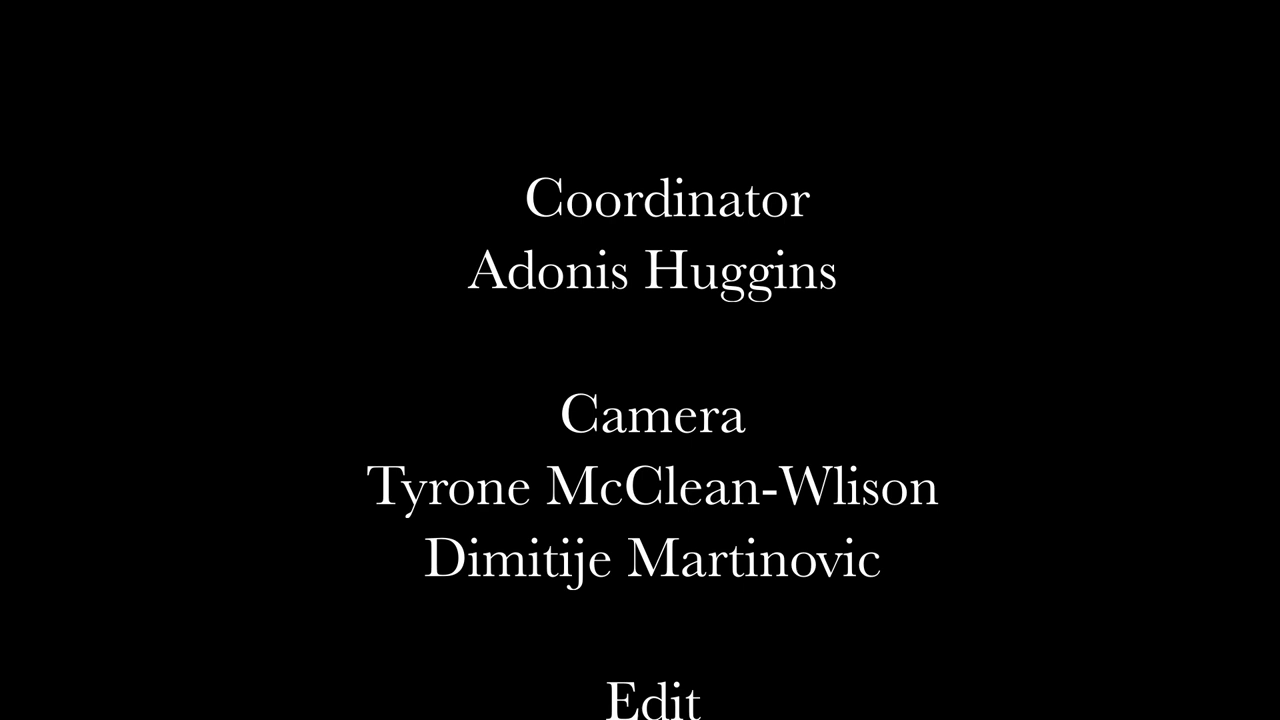 Coordinator
Adonis Huggins
Camera
Tyrone McClean-Wlison
Dimitije Martinovic
Edit